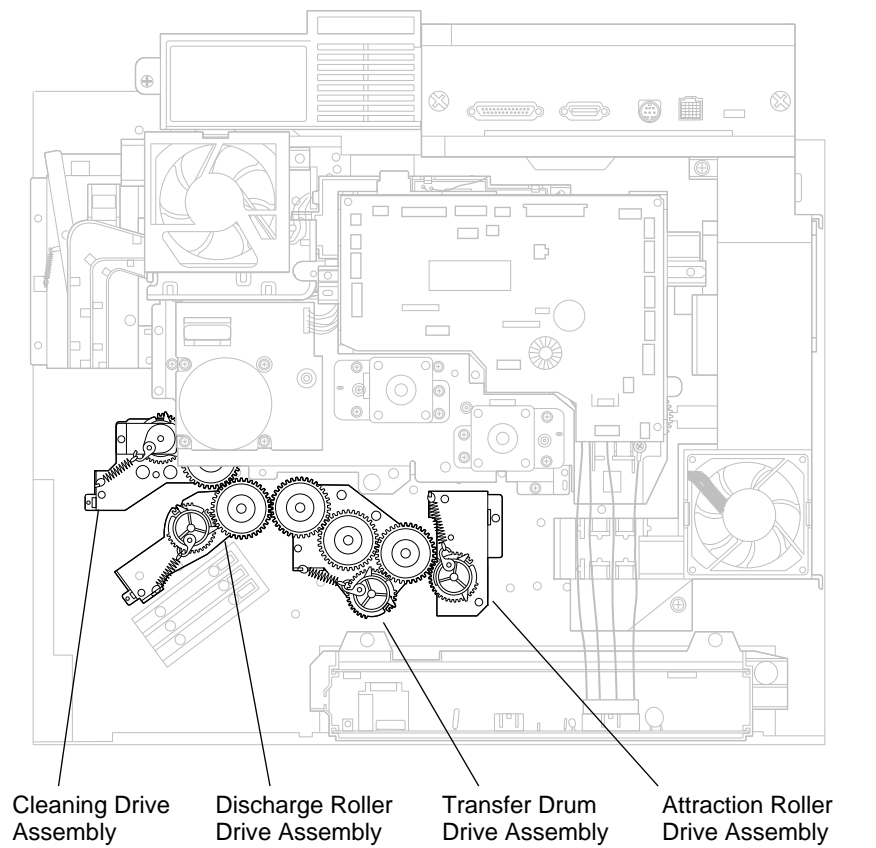 Cleaning Drive
Assembly
Discharge Roller
Drive Assembly
Transfer Drum
Drive Assembly
Attraction Roller
Drive Assembly